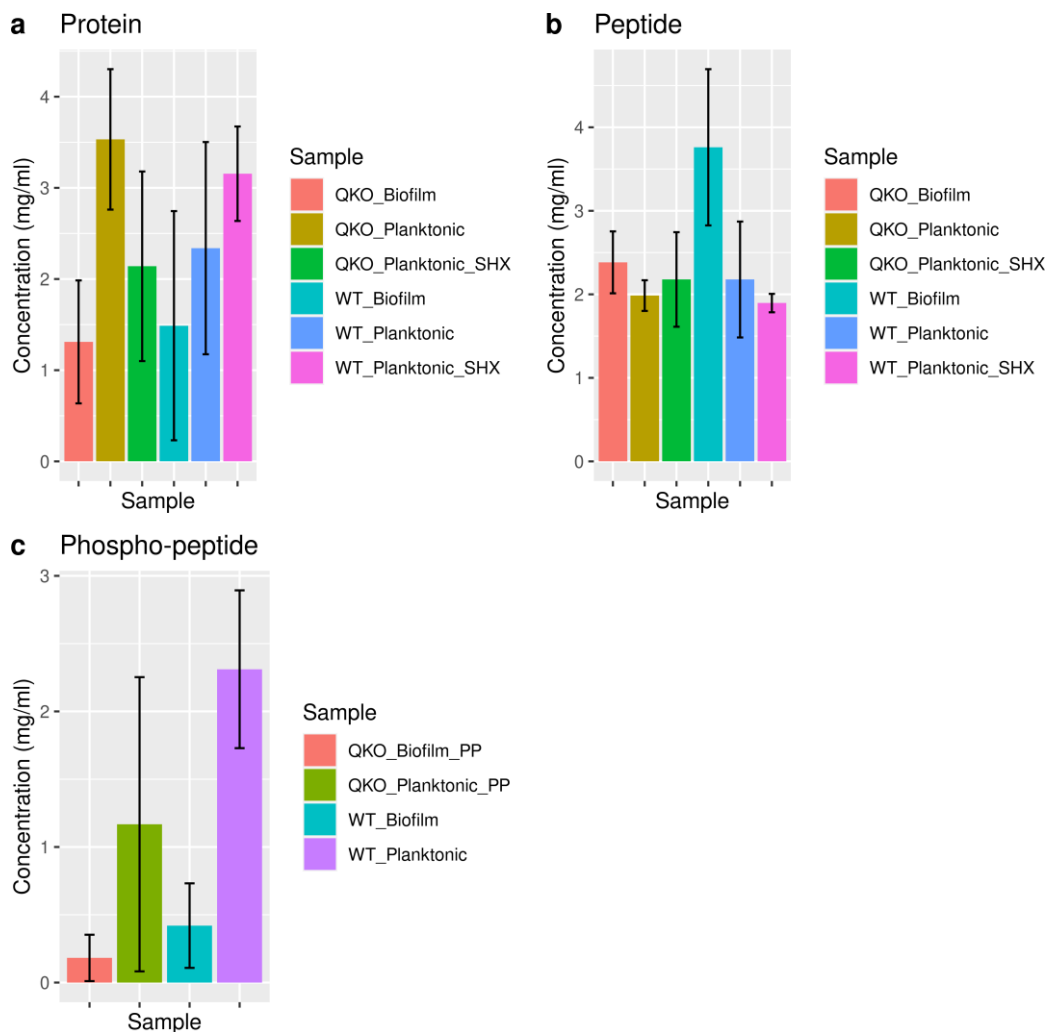 a Protein
Concentration (mg/ml)
4
3
2
1
0
Sample
Sample
QKO_Biofilm
QKO_Planktonic
QKO_Planktonic_SHX
WT_Biofilm
WT_Planktonic
WT_Planktonic_SHX
b Peptide
Concentration (mg/ml)
4
3
2
1
0
Sample
Sample
QKO_Biofilm
QKO_Planktonic
QKO_Planktonic_SHX
WT_Biofilm
WT_Planktonic
WT_Planktonic_SHX
c Phospho-peptide
Concentration (mg/ml)
3
2
1
0
Sample
Sample
QKO_Biofilm_PP
QKO_Planktonic_PP
WT_Biofilm
WT_Planktonic